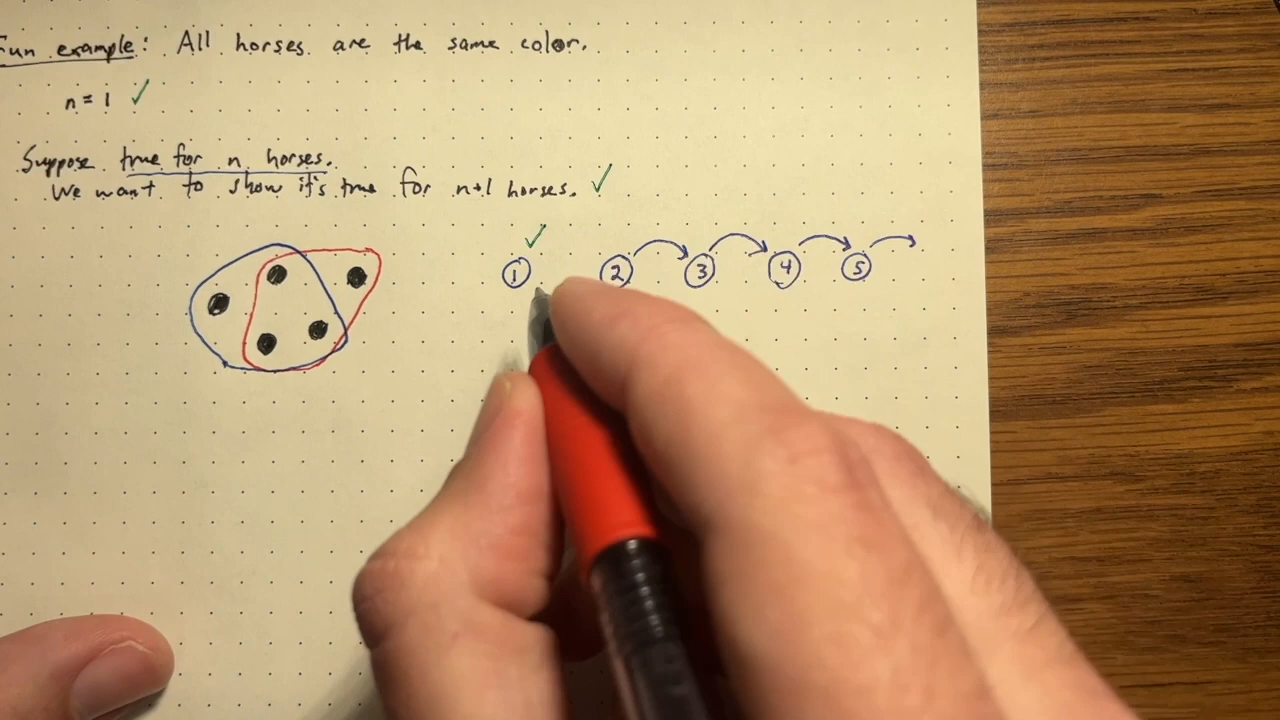 Fun example: All horses are the same color.
n = 1 ✓
Suppose true for n horses.
We want to show it's true for n+1 horses. ✓
✓
1 2 3 4 5